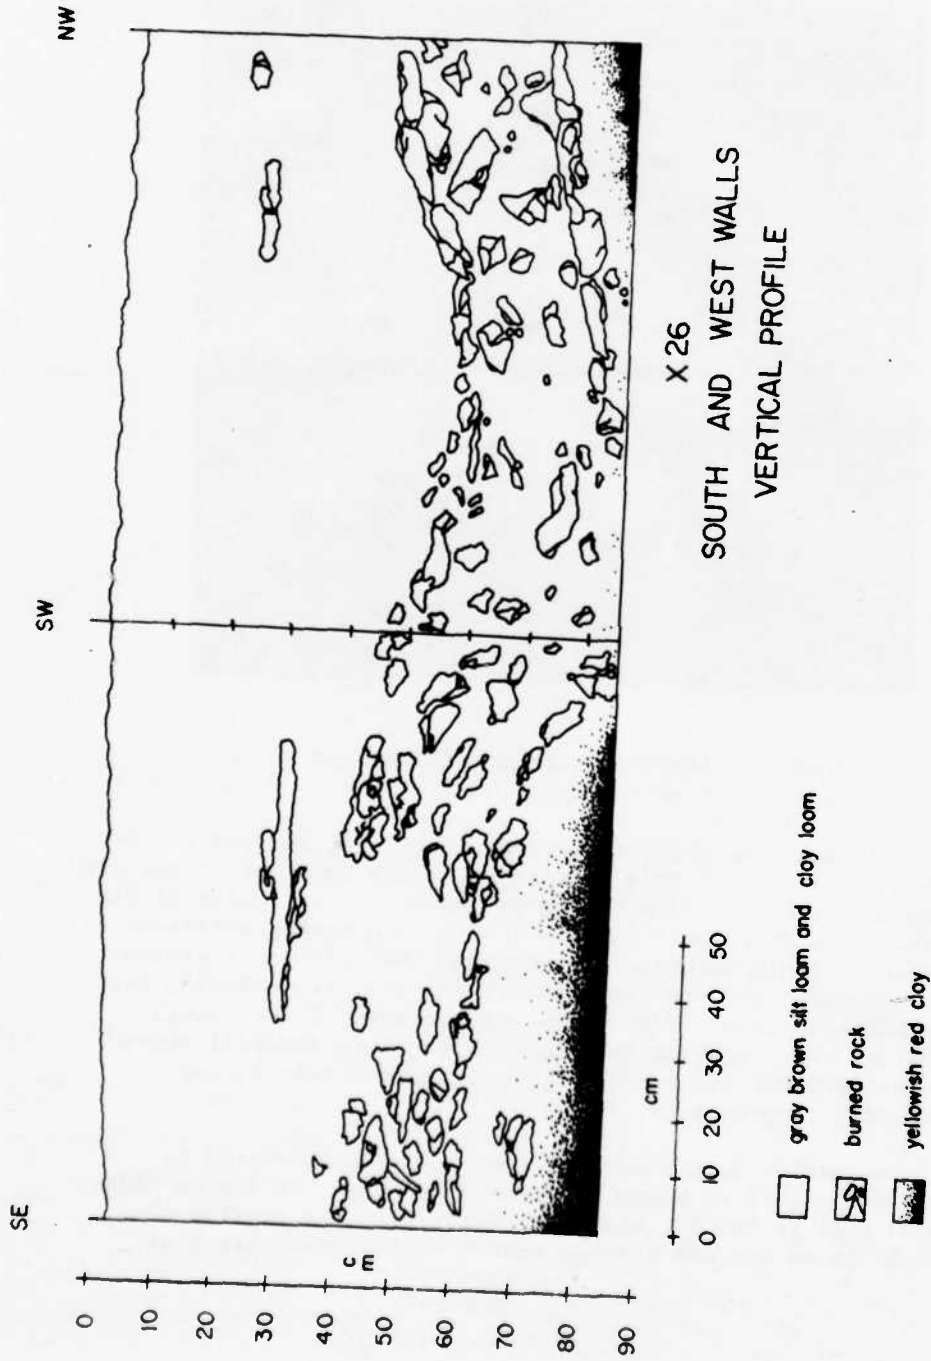 SE
SW
NW
0
10
20
30
40
50
60
70
80
90
cm
cm
0 10 20 30 40 50
X 26
SOUTH AND WEST WALLS
VERTICAL PROFILE
gray brown silt loam and clay loam
burned rock
yellowish red clay